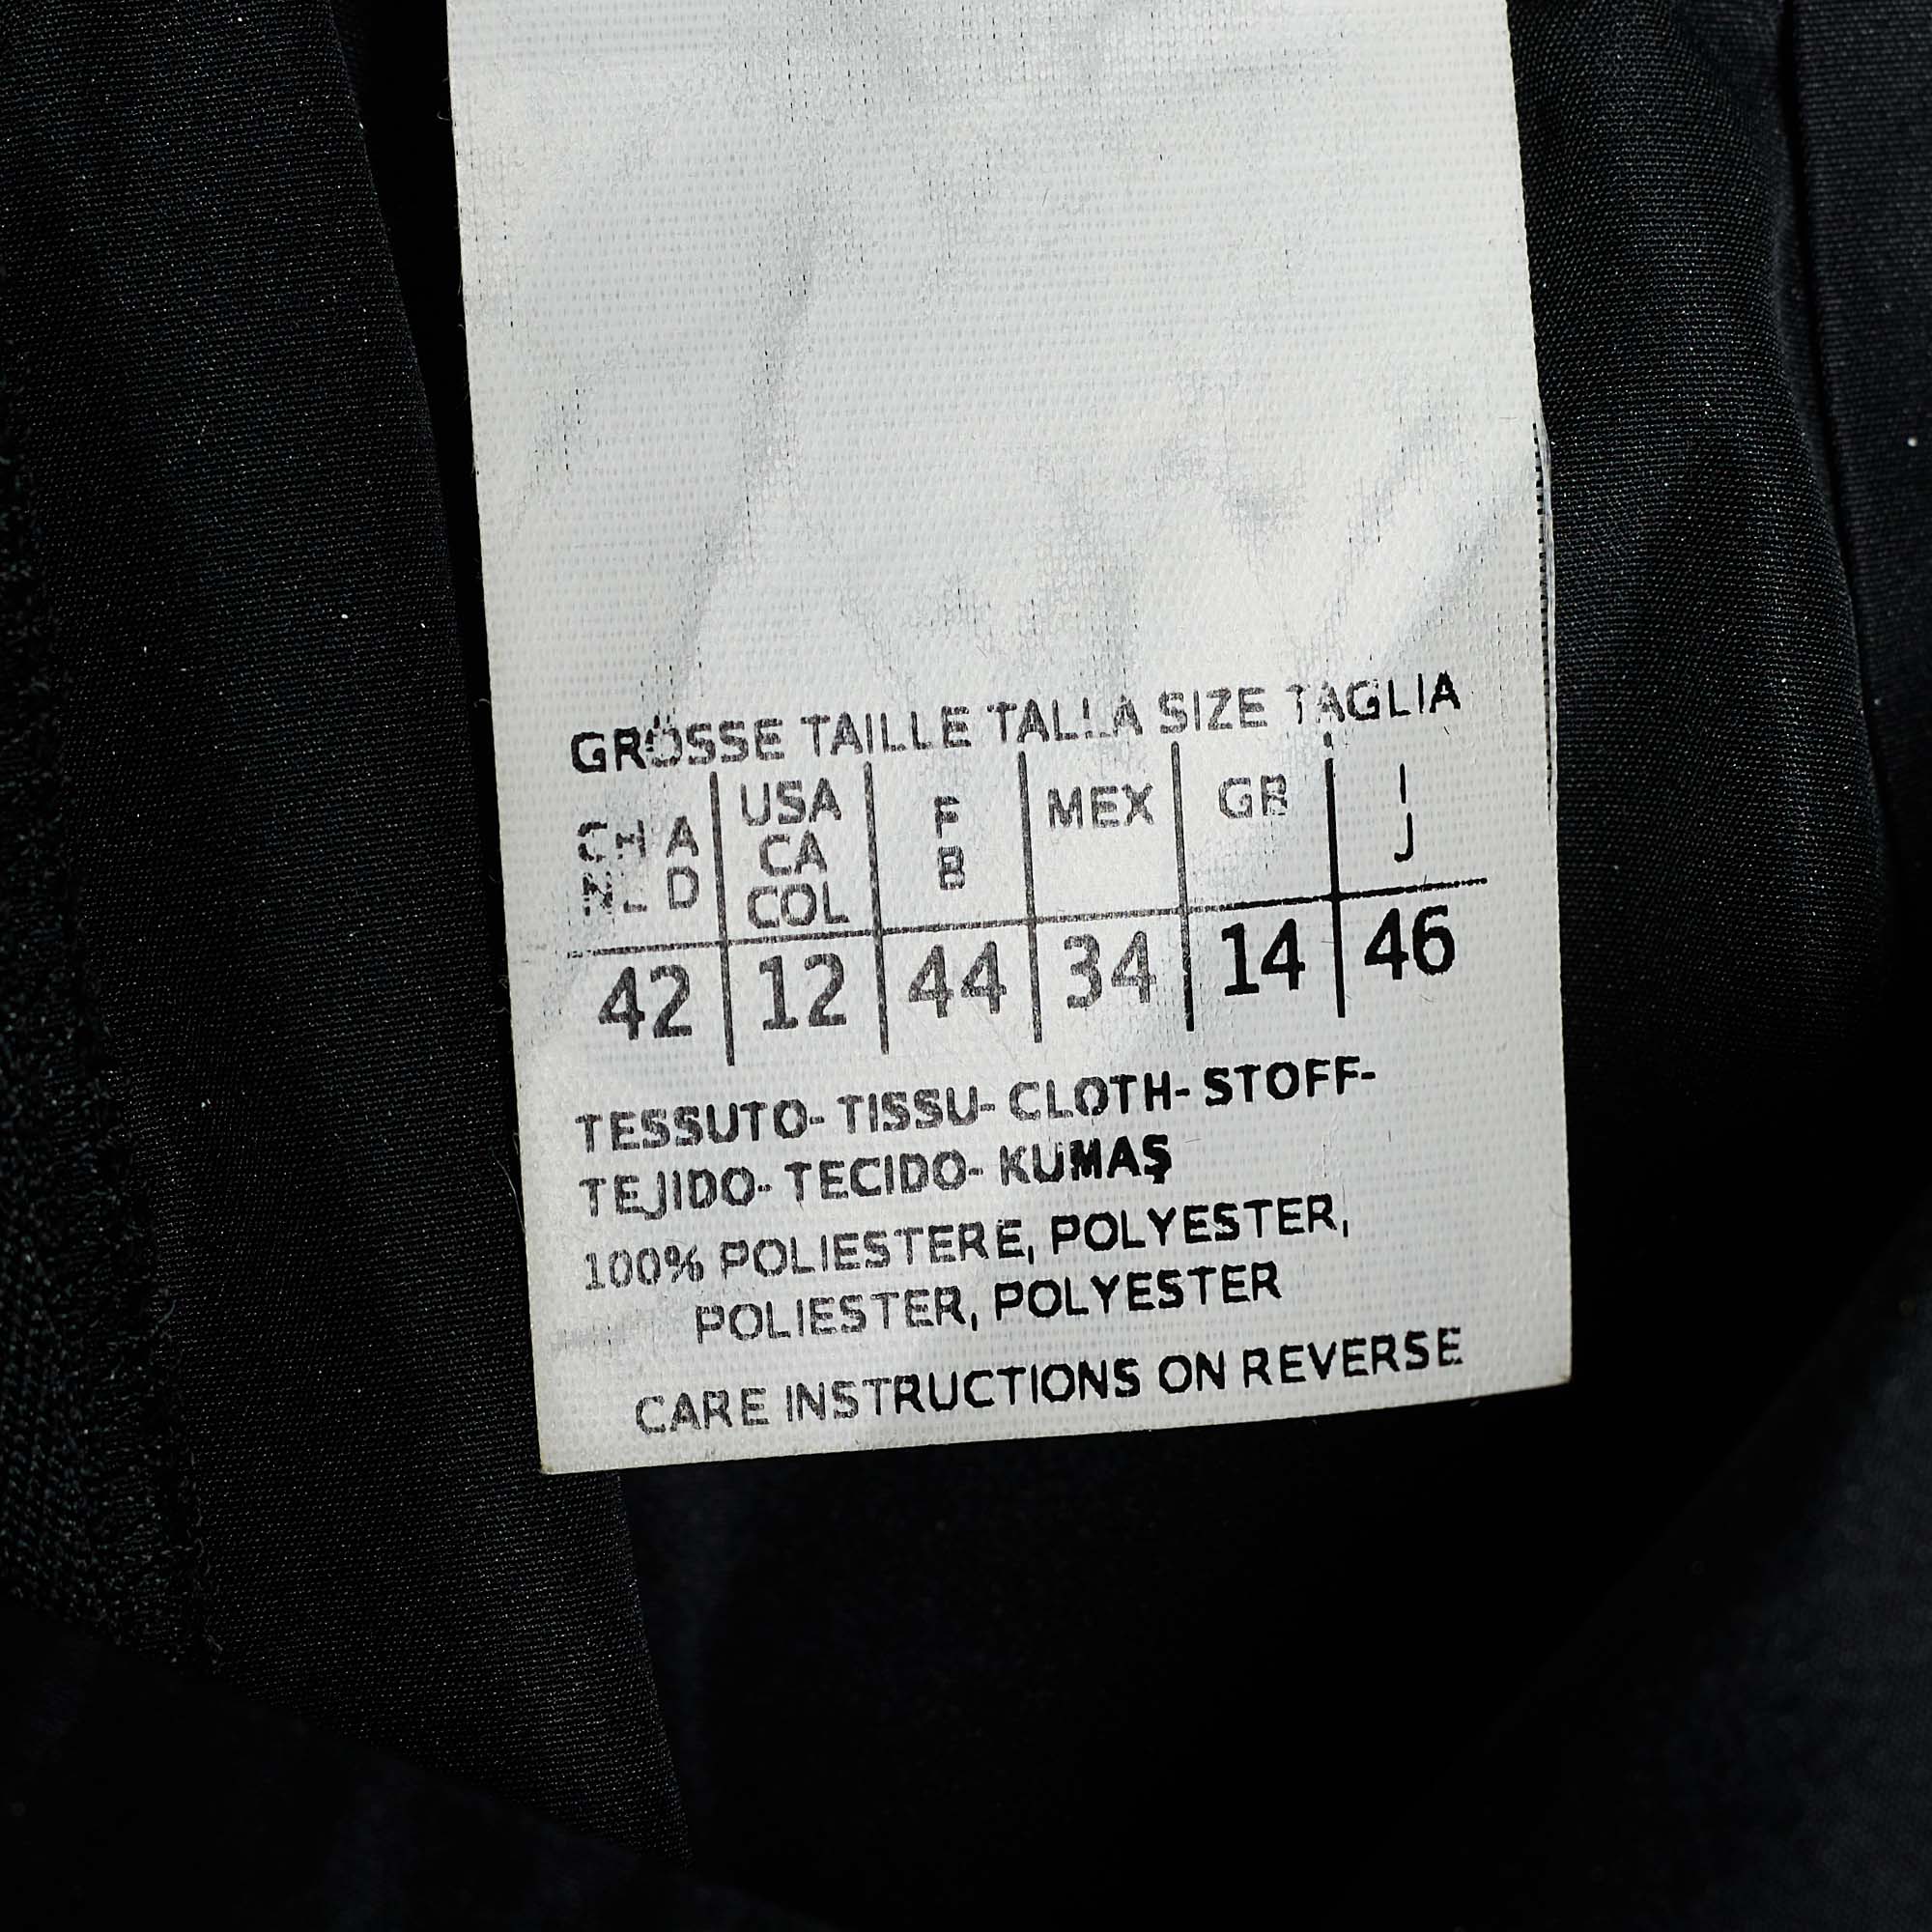 GRÖSSE TAILLE TALLA SIZE TAGLIA
CH A NL D | USA CA COL | F B | MEX | GB | I J
42 | 12 | 44 | 34 | 14 | 46
TESSUTO- TISSU- CLOTH- STOFF-
TEJIDO- TECIDO- KUMAŞ
100% POLIESTERE, POLYESTER,
POLIESTER, POLYESTER
CARE INSTRUCTIONS ON REVERSE